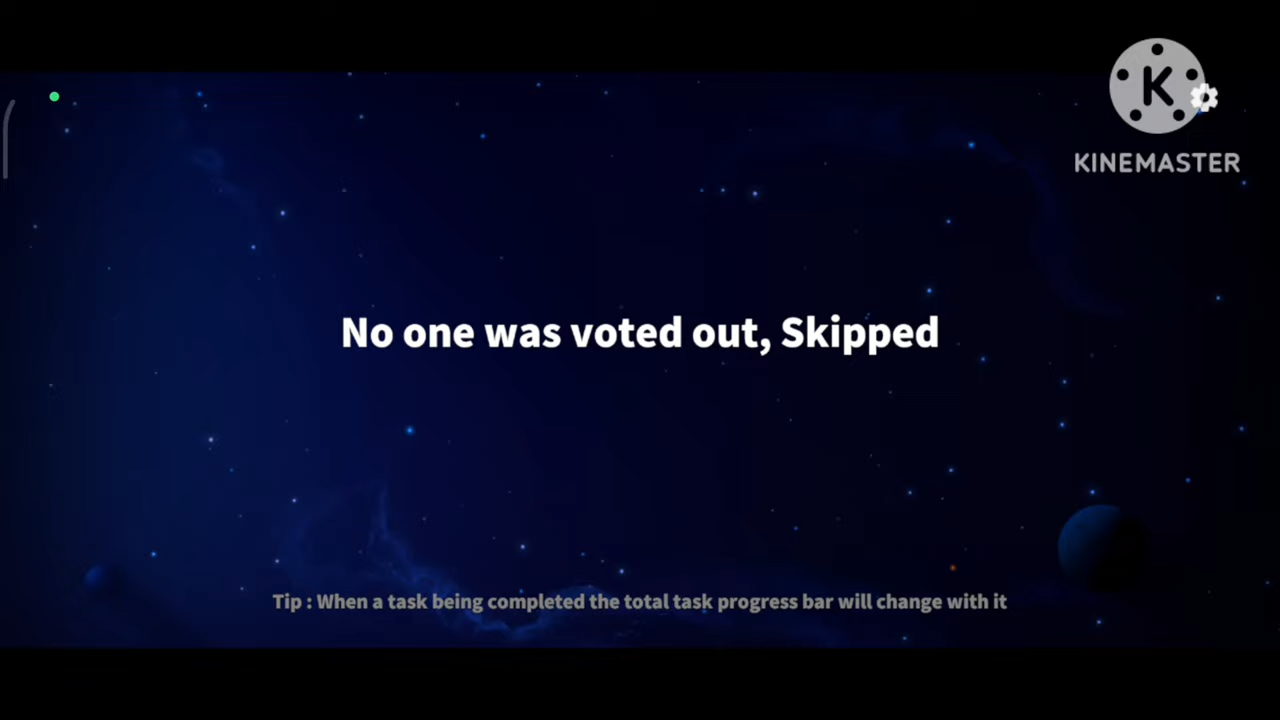 K
KINEMASTER
No one was voted out, Skipped
Tip : When a task being completed the total task progress bar will change with it